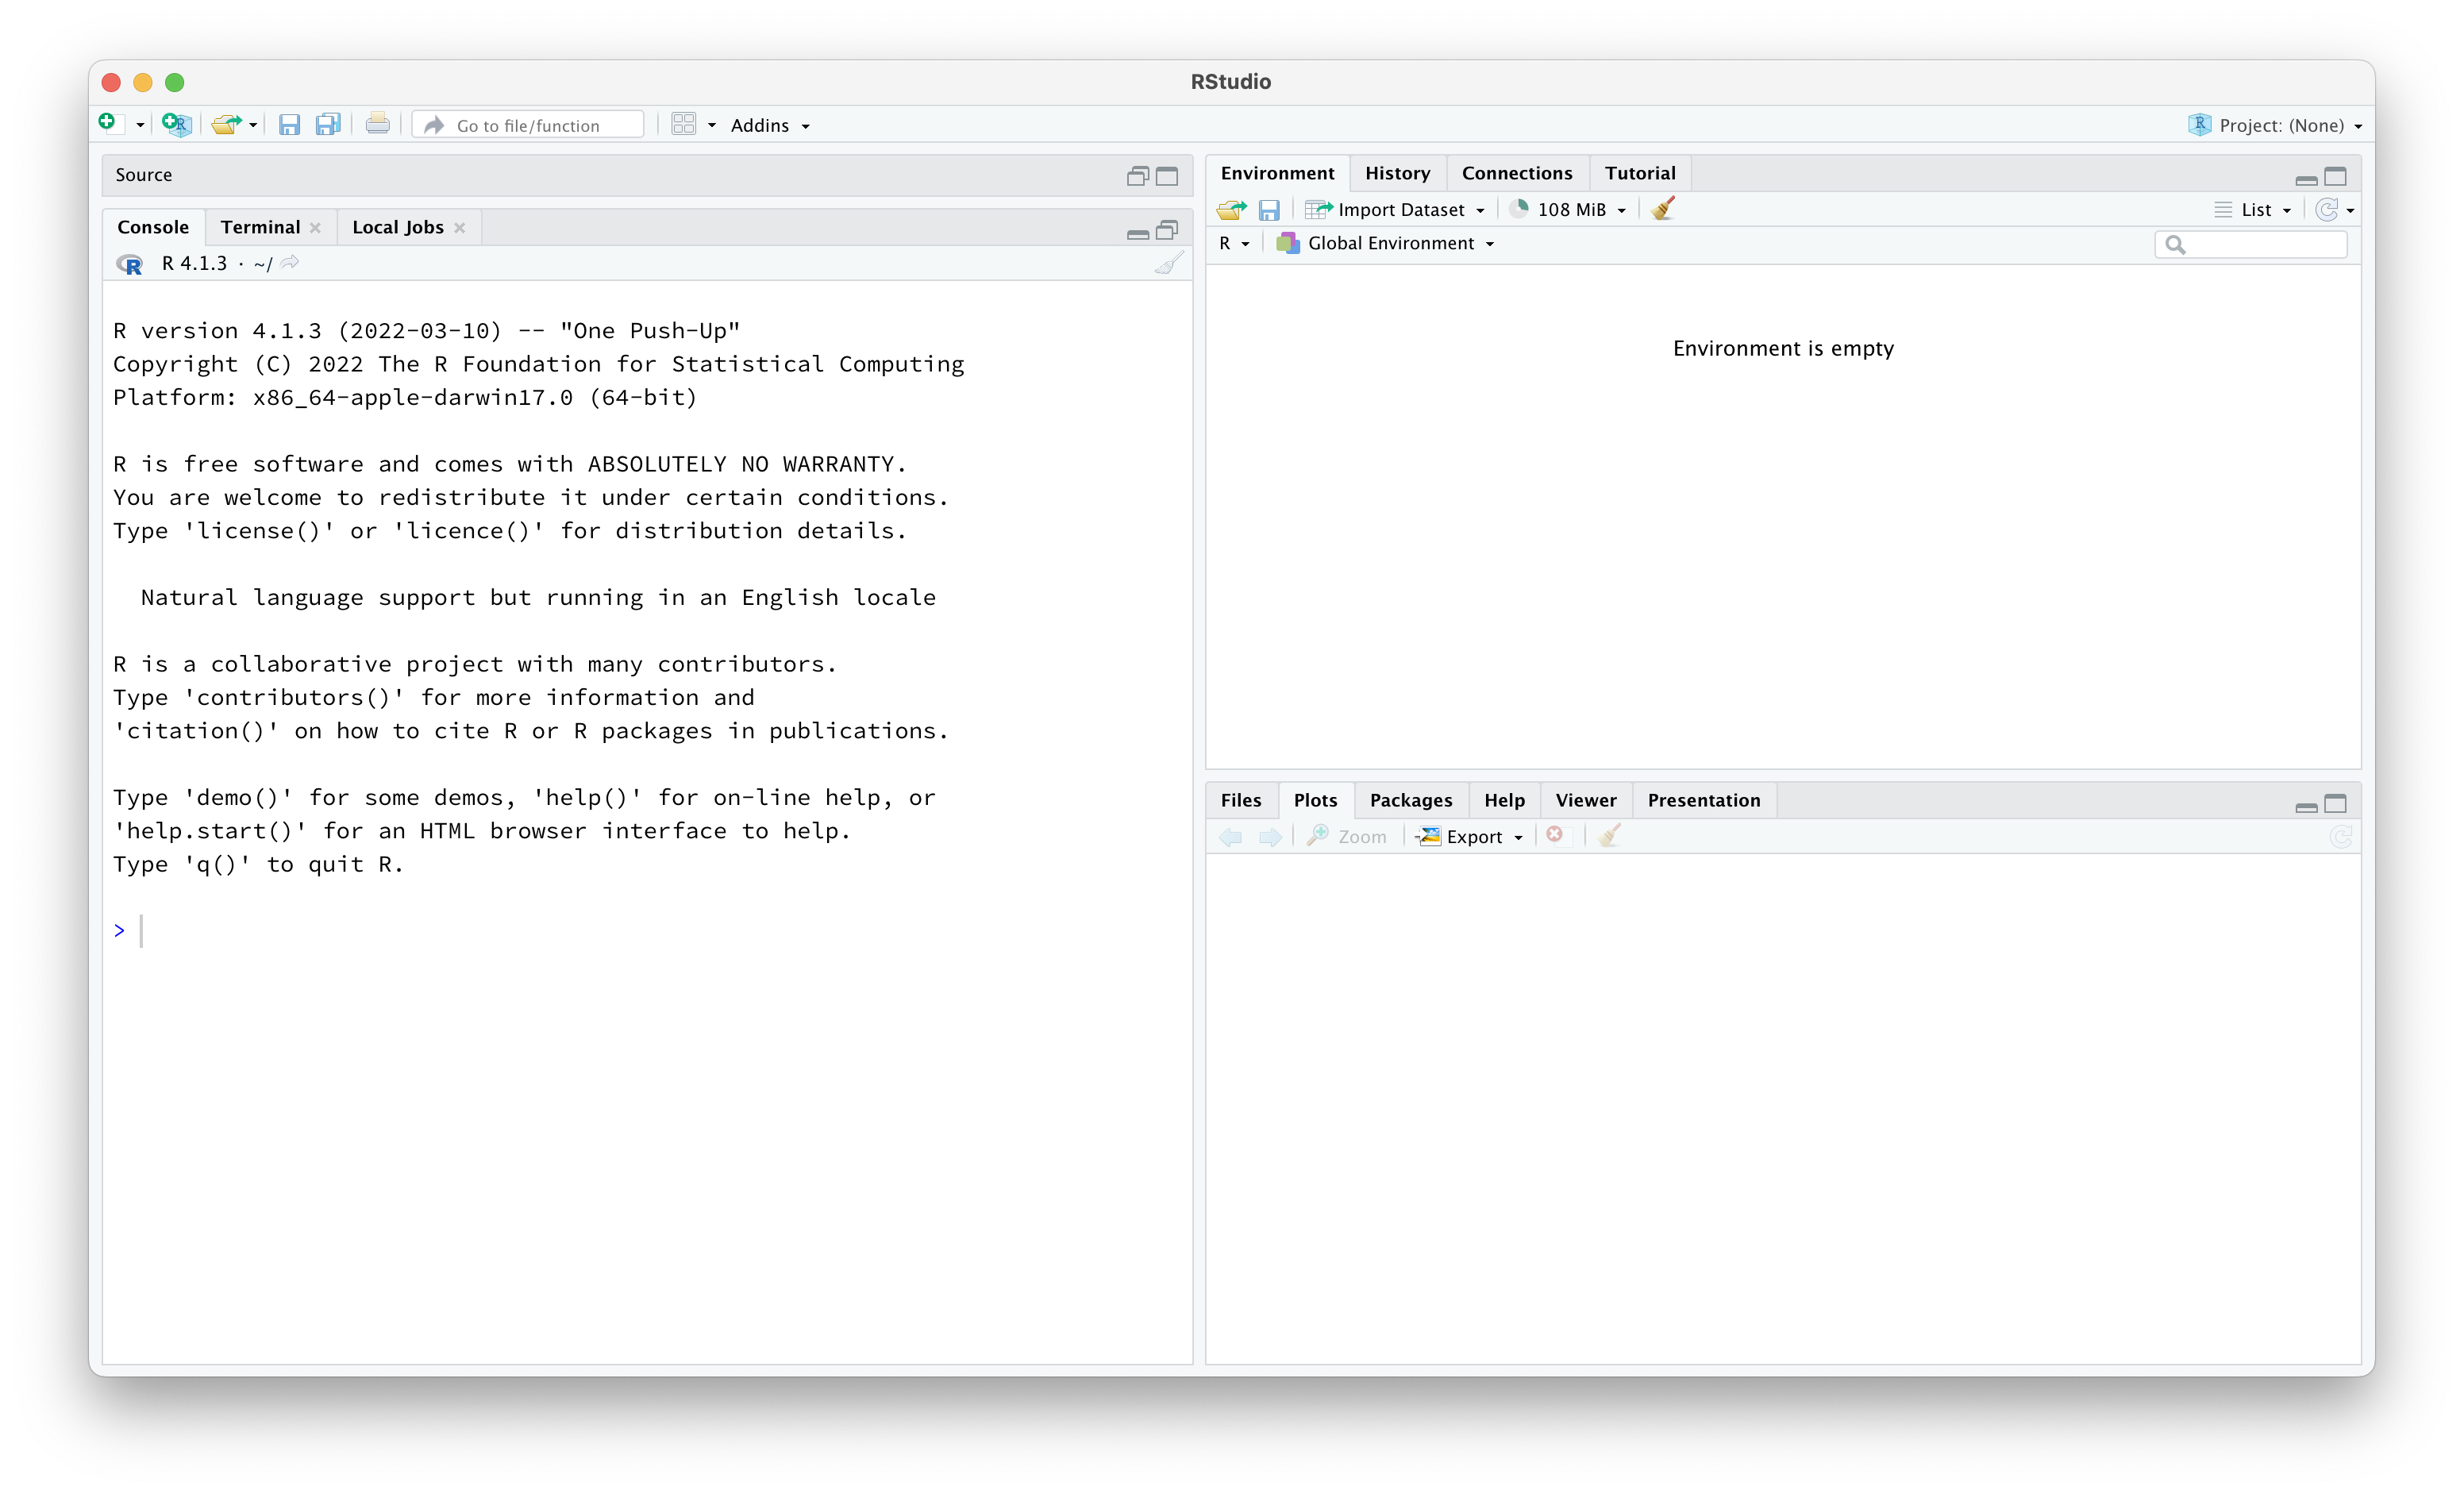 RStudio
Go to file/function Addins Project: (None)
Source
Console Terminal Local Jobs
R 4.1.3 · ~/
R version 4.1.3 (2022-03-10) -- "One Push-Up"
Copyright (C) 2022 The R Foundation for Statistical Computing
Platform: x86_64-apple-darwin17.0 (64-bit)
R is free software and comes with ABSOLUTELY NO WARRANTY.
You are welcome to redistribute it under certain conditions.
Type 'license()' or 'licence()' for distribution details.
Natural language support but running in an English locale
R is a collaborative project with many contributors.
Type 'contributors()' for more information and
'citation()' on how to cite R or R packages in publications.
Type 'demo()' for some demos, 'help()' for on-line help, or
'help.start()' for an HTML browser interface to help.
Type 'q()' to quit R.
>
Environment History Connections Tutorial
Import Dataset 108 MiB List
R Global Environment
Environment is empty
Files Plots Packages Help Viewer Presentation
Zoom Export